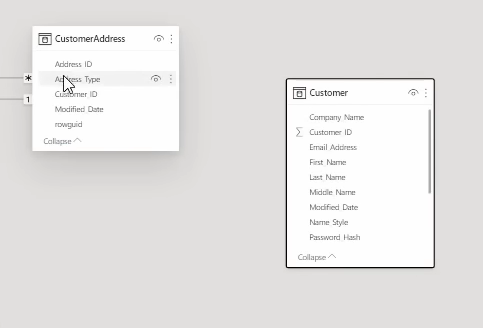 CustomerAddress
Address ID
Address Type
Customer ID
Modified Date
rowguid
Collapse
*
1
Customer
Company Name
Σ Customer ID
Email Address
First Name
Last Name
Middle Name
Modified Date
Name Style
Password Hash
Collapse